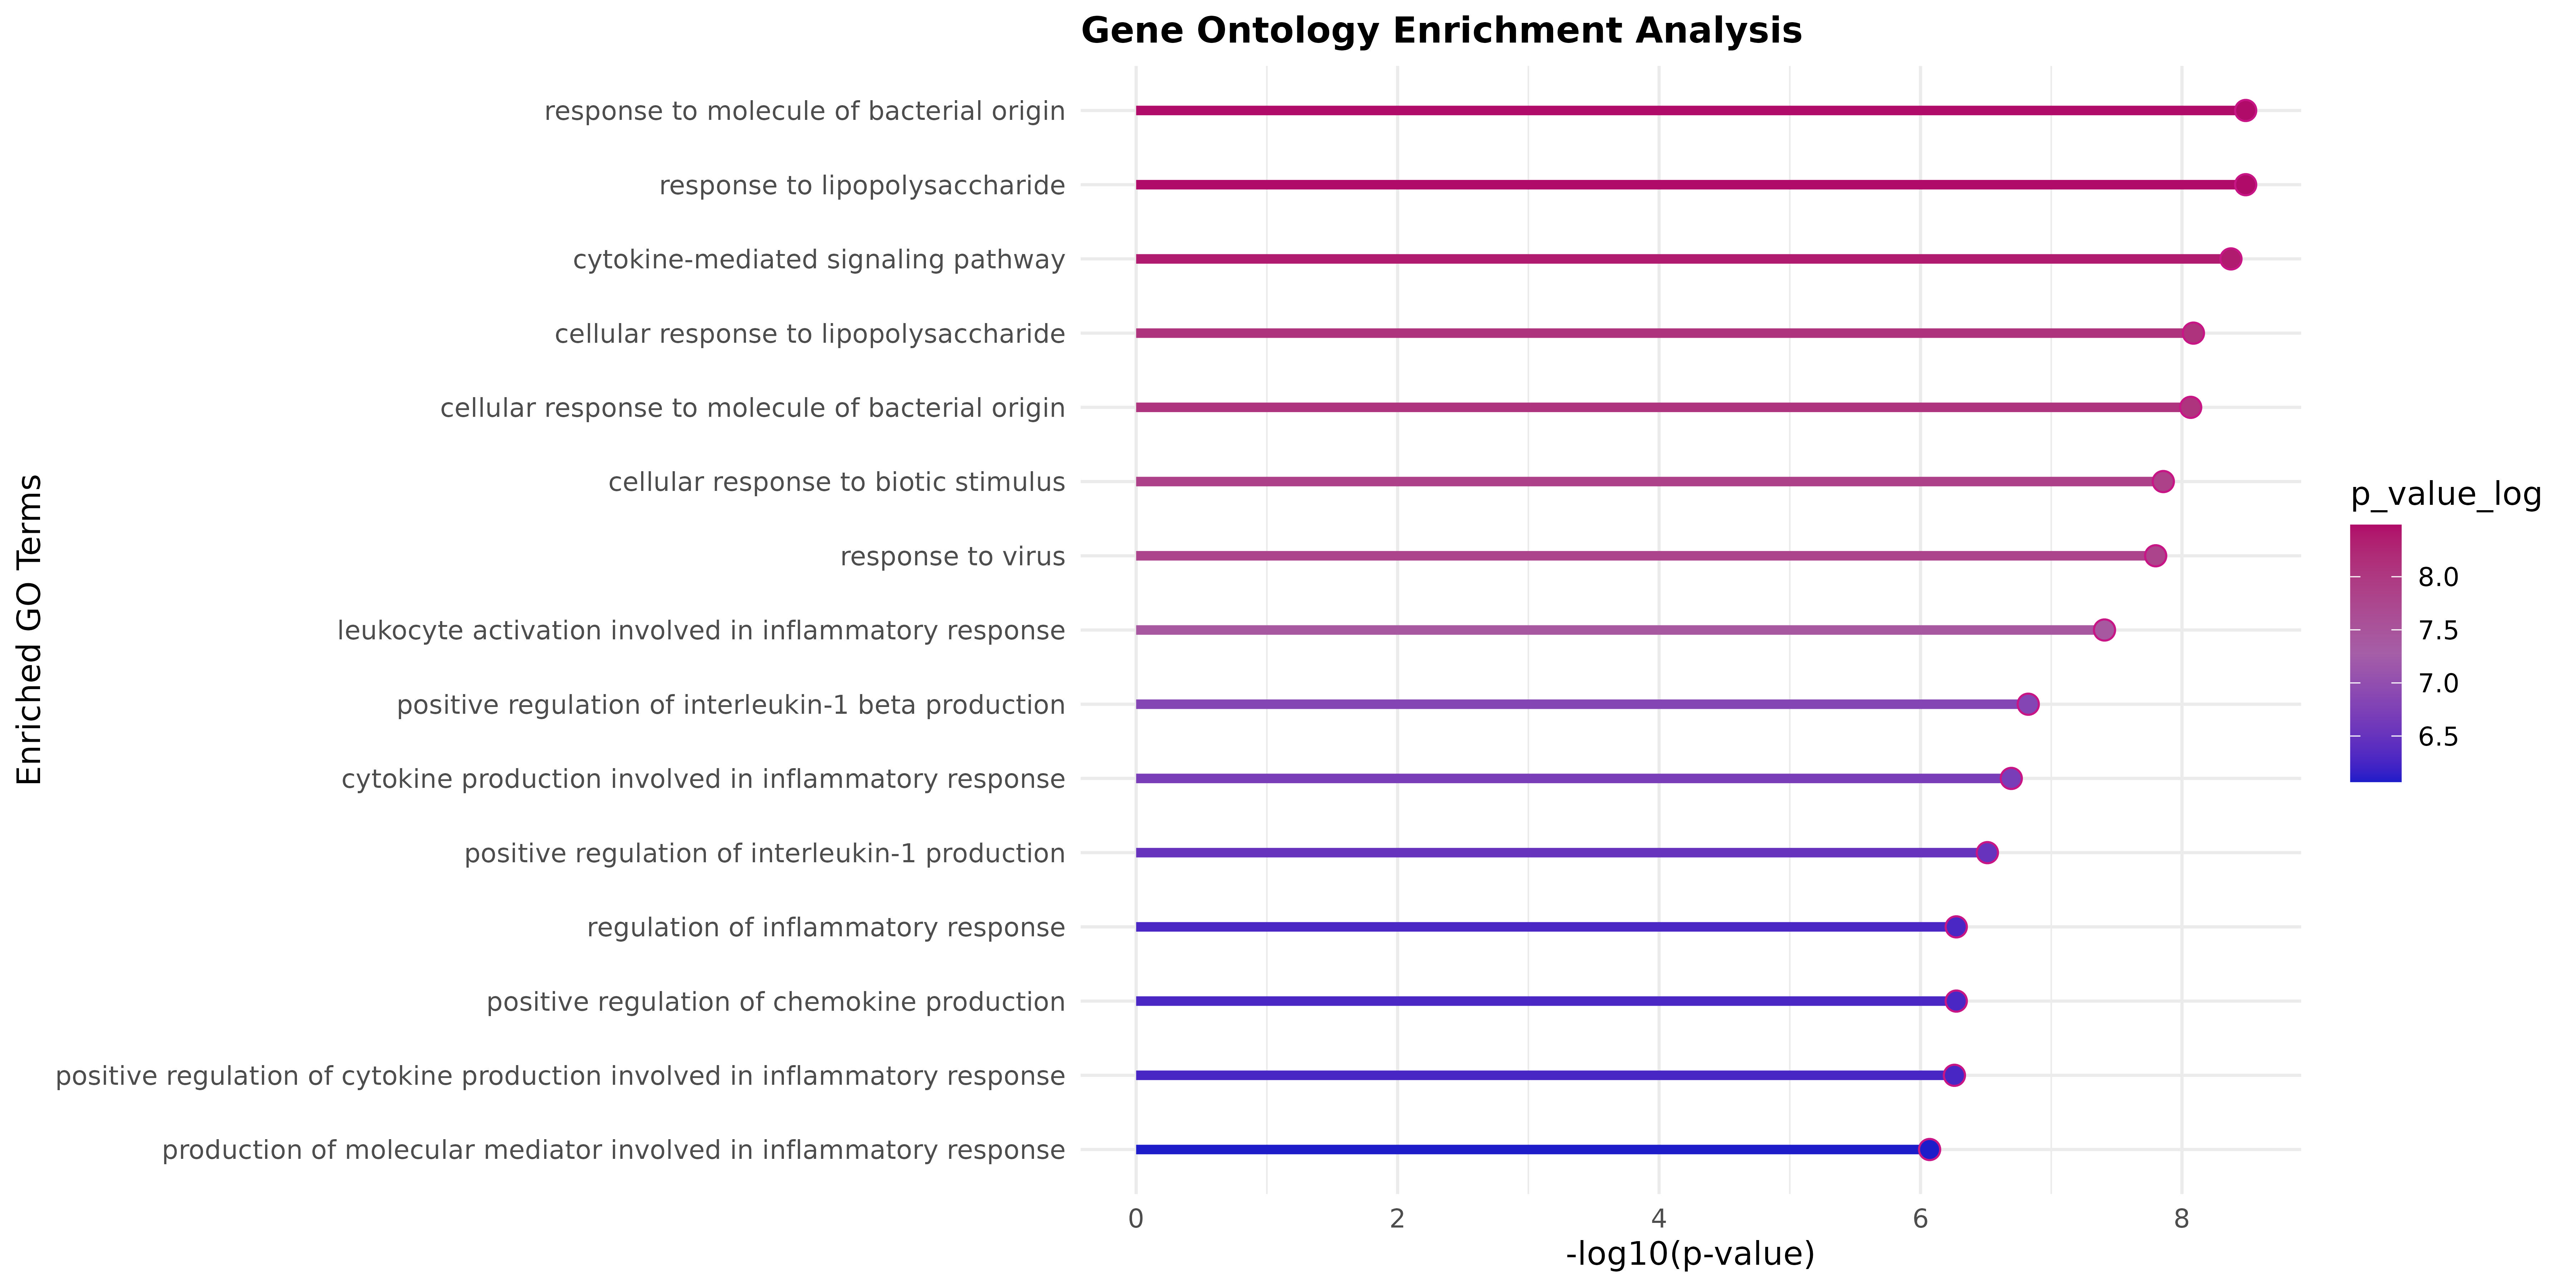 Gene Ontology Enrichment Analysis
Enriched GO Terms
response to molecule of bacterial origin
response to lipopolysaccharide
cytokine-mediated signaling pathway
cellular response to lipopolysaccharide
cellular response to molecule of bacterial origin
cellular response to biotic stimulus
response to virus
leukocyte activation involved in inflammatory response
positive regulation of interleukin-1 beta production
cytokine production involved in inflammatory response
positive regulation of interleukin-1 production
regulation of inflammatory response
positive regulation of chemokine production
positive regulation of cytokine production involved in inflammatory response
production of molecular mediator involved in inflammatory response
0 2 4 6 8
-log10(p-value)
p_value_log
8.0
7.5
7.0
6.5